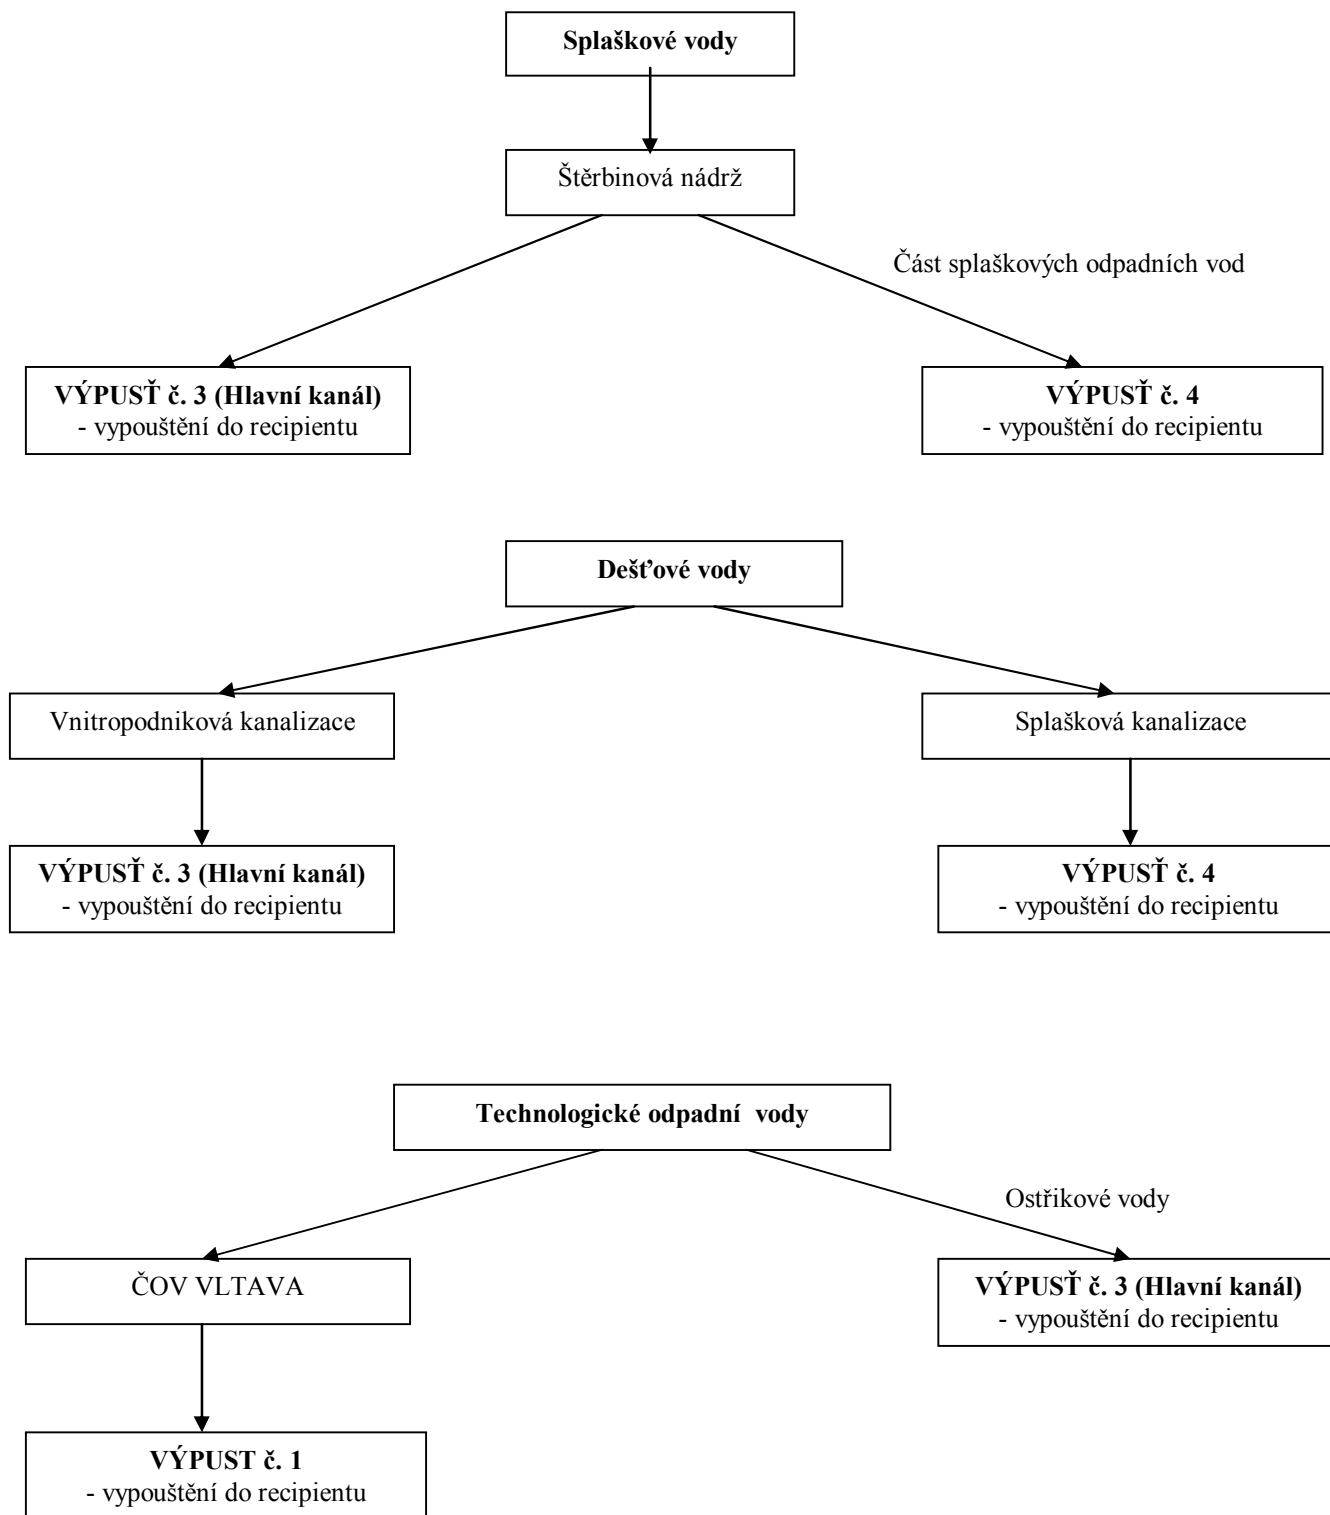 Splaškové vody
Štěrbinová nádrž
Část splaškových odpadních vod
VÝPUSŤ č. 3 (Hlavní kanál)
- vypouštění do recipientu
VÝPUSŤ č. 4
- vypouštění do recipientu
Dešťové vody
Vnitropodniková kanalizace
Splašková kanalizace
VÝPUSŤ č. 3 (Hlavní kanál)
- vypouštění do recipientu
VÝPUSŤ č. 4
- vypouštění do recipientu
Technologické odpadní  vody
Ostřikové vody
ČOV VLTAVA
VÝPUSŤ č. 3 (Hlavní kanál)
- vypouštění do recipientu
VÝPUST č. 1
- vypouštění do recipientu